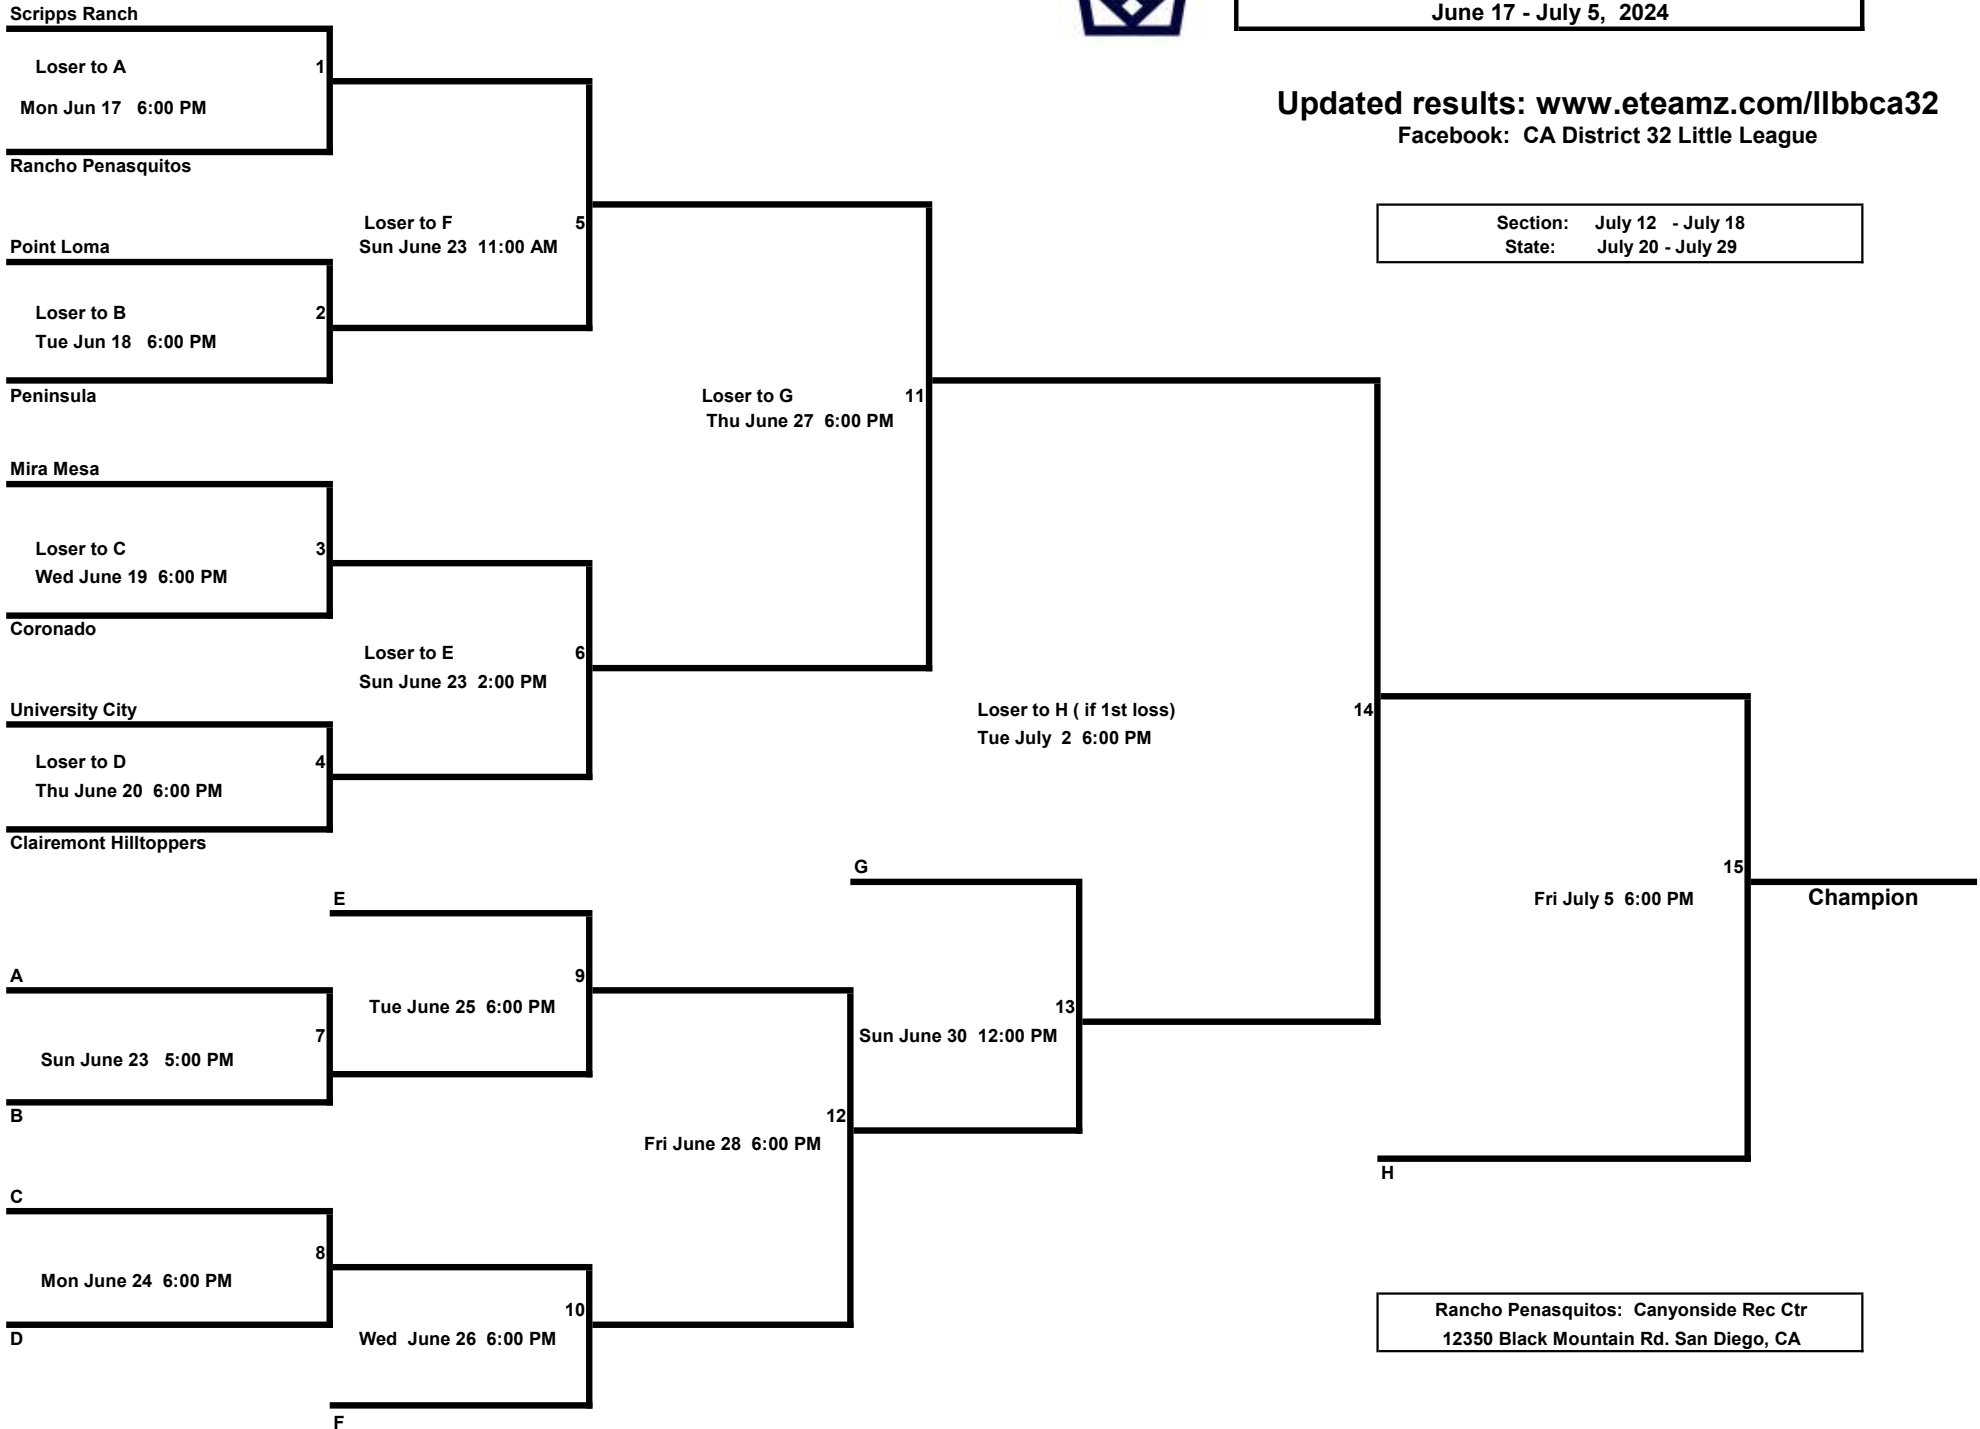 Scripps Ranch
June 17 - July 5, 2024
Loser to A
1
Mon Jun 17 6:00 PM
Updated results: www.eteamz.com/llbbca32
Facebook: CA District 32 Little League
Rancho Penasquitos
Loser to F
5
Sun June 23 11:00 AM
Section: July 12 - July 18
State: July 20 - July 29
Point Loma
Loser to B
2
Tue Jun 18 6:00 PM
Peninsula
Loser to G
11
Thu June 27 6:00 PM
Mira Mesa
Loser to C
3
Wed June 19 6:00 PM
Coronado
Loser to E
6
Sun June 23 2:00 PM
University City
Loser to H ( if 1st loss)
14
Tue July 2 6:00 PM
Loser to D
4
Thu June 20 6:00 PM
Clairemont Hilltoppers
G
15
E
Fri July 5 6:00 PM
Champion
A
9
Tue June 25 6:00 PM
13
7
Sun June 30 12:00 PM
Sun June 23 5:00 PM
B
12
Fri June 28 6:00 PM
H
C
8
Mon June 24 6:00 PM
10
Rancho Penasquitos: Canyonside Rec Ctr
D
Wed June 26 6:00 PM
12350 Black Mountain Rd. San Diego, CA
F